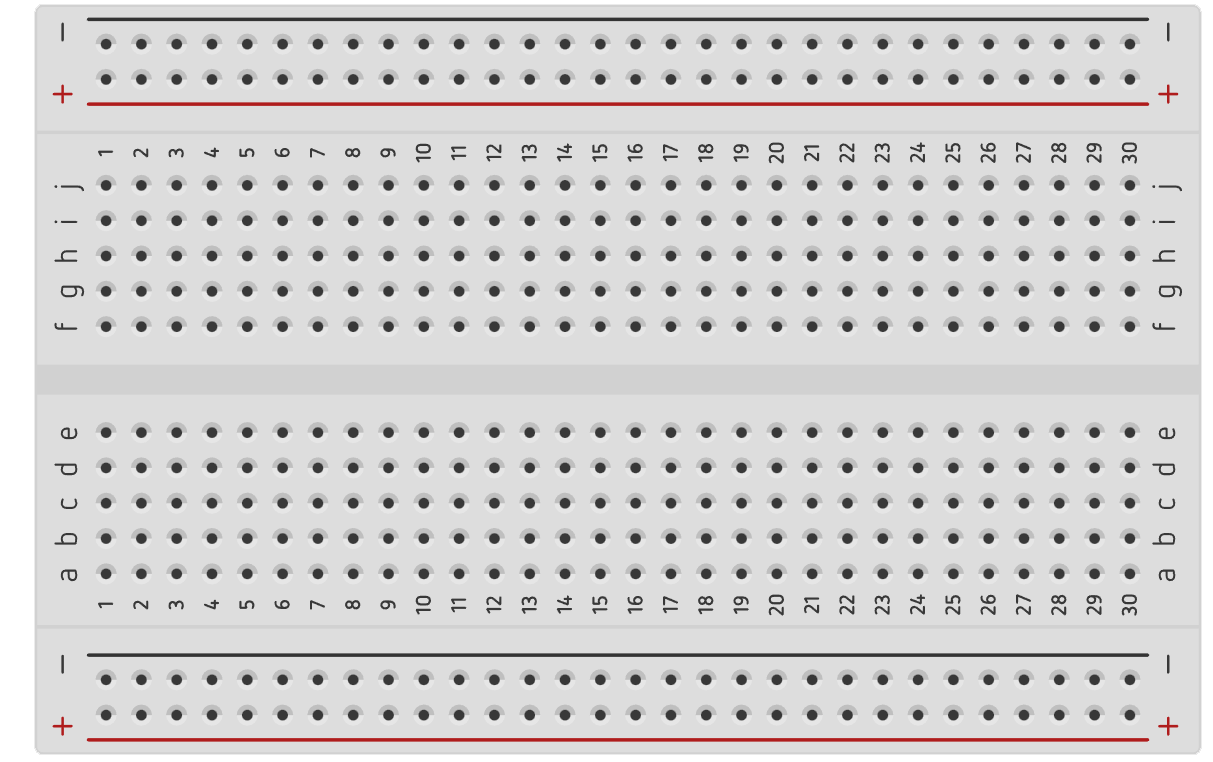 − −
+ +
1 2 3 4 5 6 7 8 9 10 11 12 13 14 15 16 17 18 19 20 21 22 23 24 25 26 27 28 29 30
j j
i i
h h
g g
f f
e e
d d
c c
b b
a a
1 2 3 4 5 6 7 8 9 10 11 12 13 14 15 16 17 18 19 20 21 22 23 24 25 26 27 28 29 30
− −
+ +